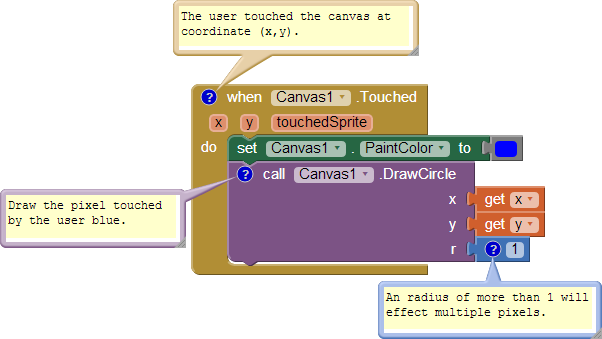 The user touched the canvas at
coordinate (x,y).
? when Canvas1 .Touched
x y touchedSprite
do set Canvas1 . PaintColor to
? call Canvas1 .DrawCircle
x get x
Draw the pixel touched
by the user blue.
y get y
r ? 1
An radius of more than 1 will
effect multiple pixels.